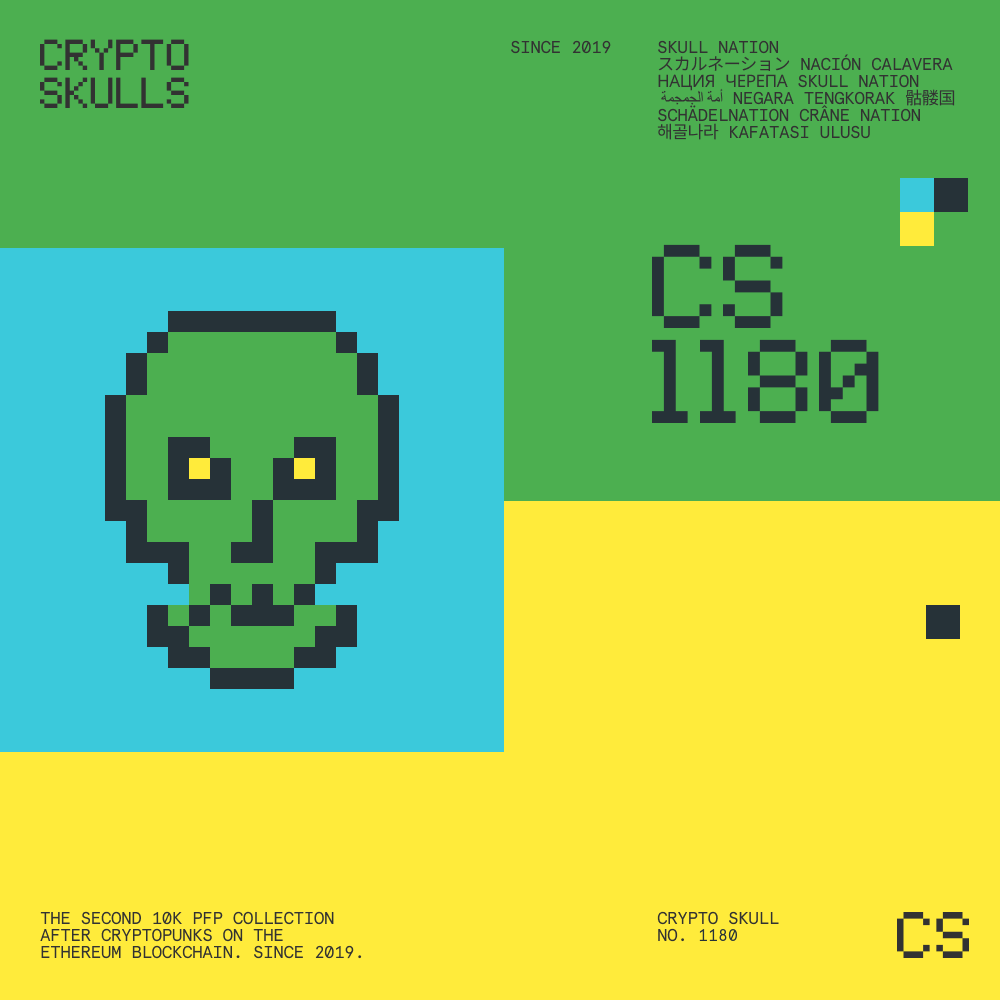 CRYPTO
SKULLS
SINCE 2019
SKULL NATION
スカルネーション NACIÓN CALAVERA
НАЦИЯ ЧЕРЕПА SKULL NATION
أمة الجمجمة NEGARA TENGKORAK 骷髅国
SCHÄDELNATION CRÂNE NATION
해골나라 KAFATASI ULUSU
CS
1180
THE SECOND 10K PFP COLLECTION
AFTER CRYPTOPUNKS ON THE
ETHEREUM BLOCKCHAIN. SINCE 2019.
CRYPTO SKULL
NO. 1180
CS